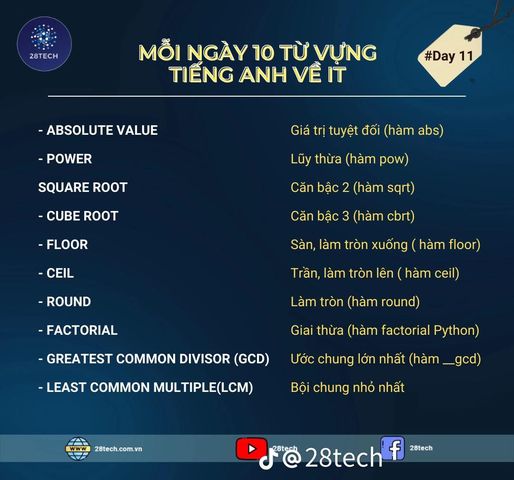 28TECH
MỖI NGÀY 10 TỪ VỰNG
TIẾNG ANH VỀ IT
#Day 11
- ABSOLUTE VALUE Giá trị tuyệt đối (hàm abs)
- POWER Lũy thừa (hàm pow)
SQUARE ROOT Căn bậc 2 (hàm sqrt)
- CUBE ROOT Căn bậc 3 (hàm cbrt)
- FLOOR Sàn, làm tròn xuống ( hàm floor)
- CEIL Trần, làm tròn lên ( hàm ceil)
- ROUND Làm tròn (hàm round)
- FACTORIAL Giai thừa (hàm factorial Python)
- GREATEST COMMON DIVISOR (GCD) Ước chung lớn nhất (hàm __gcd)
- LEAST COMMON MULTIPLE(LCM) Bội chung nhỏ nhất
www 28tech.com.vn 28tech 28tech
@28tech